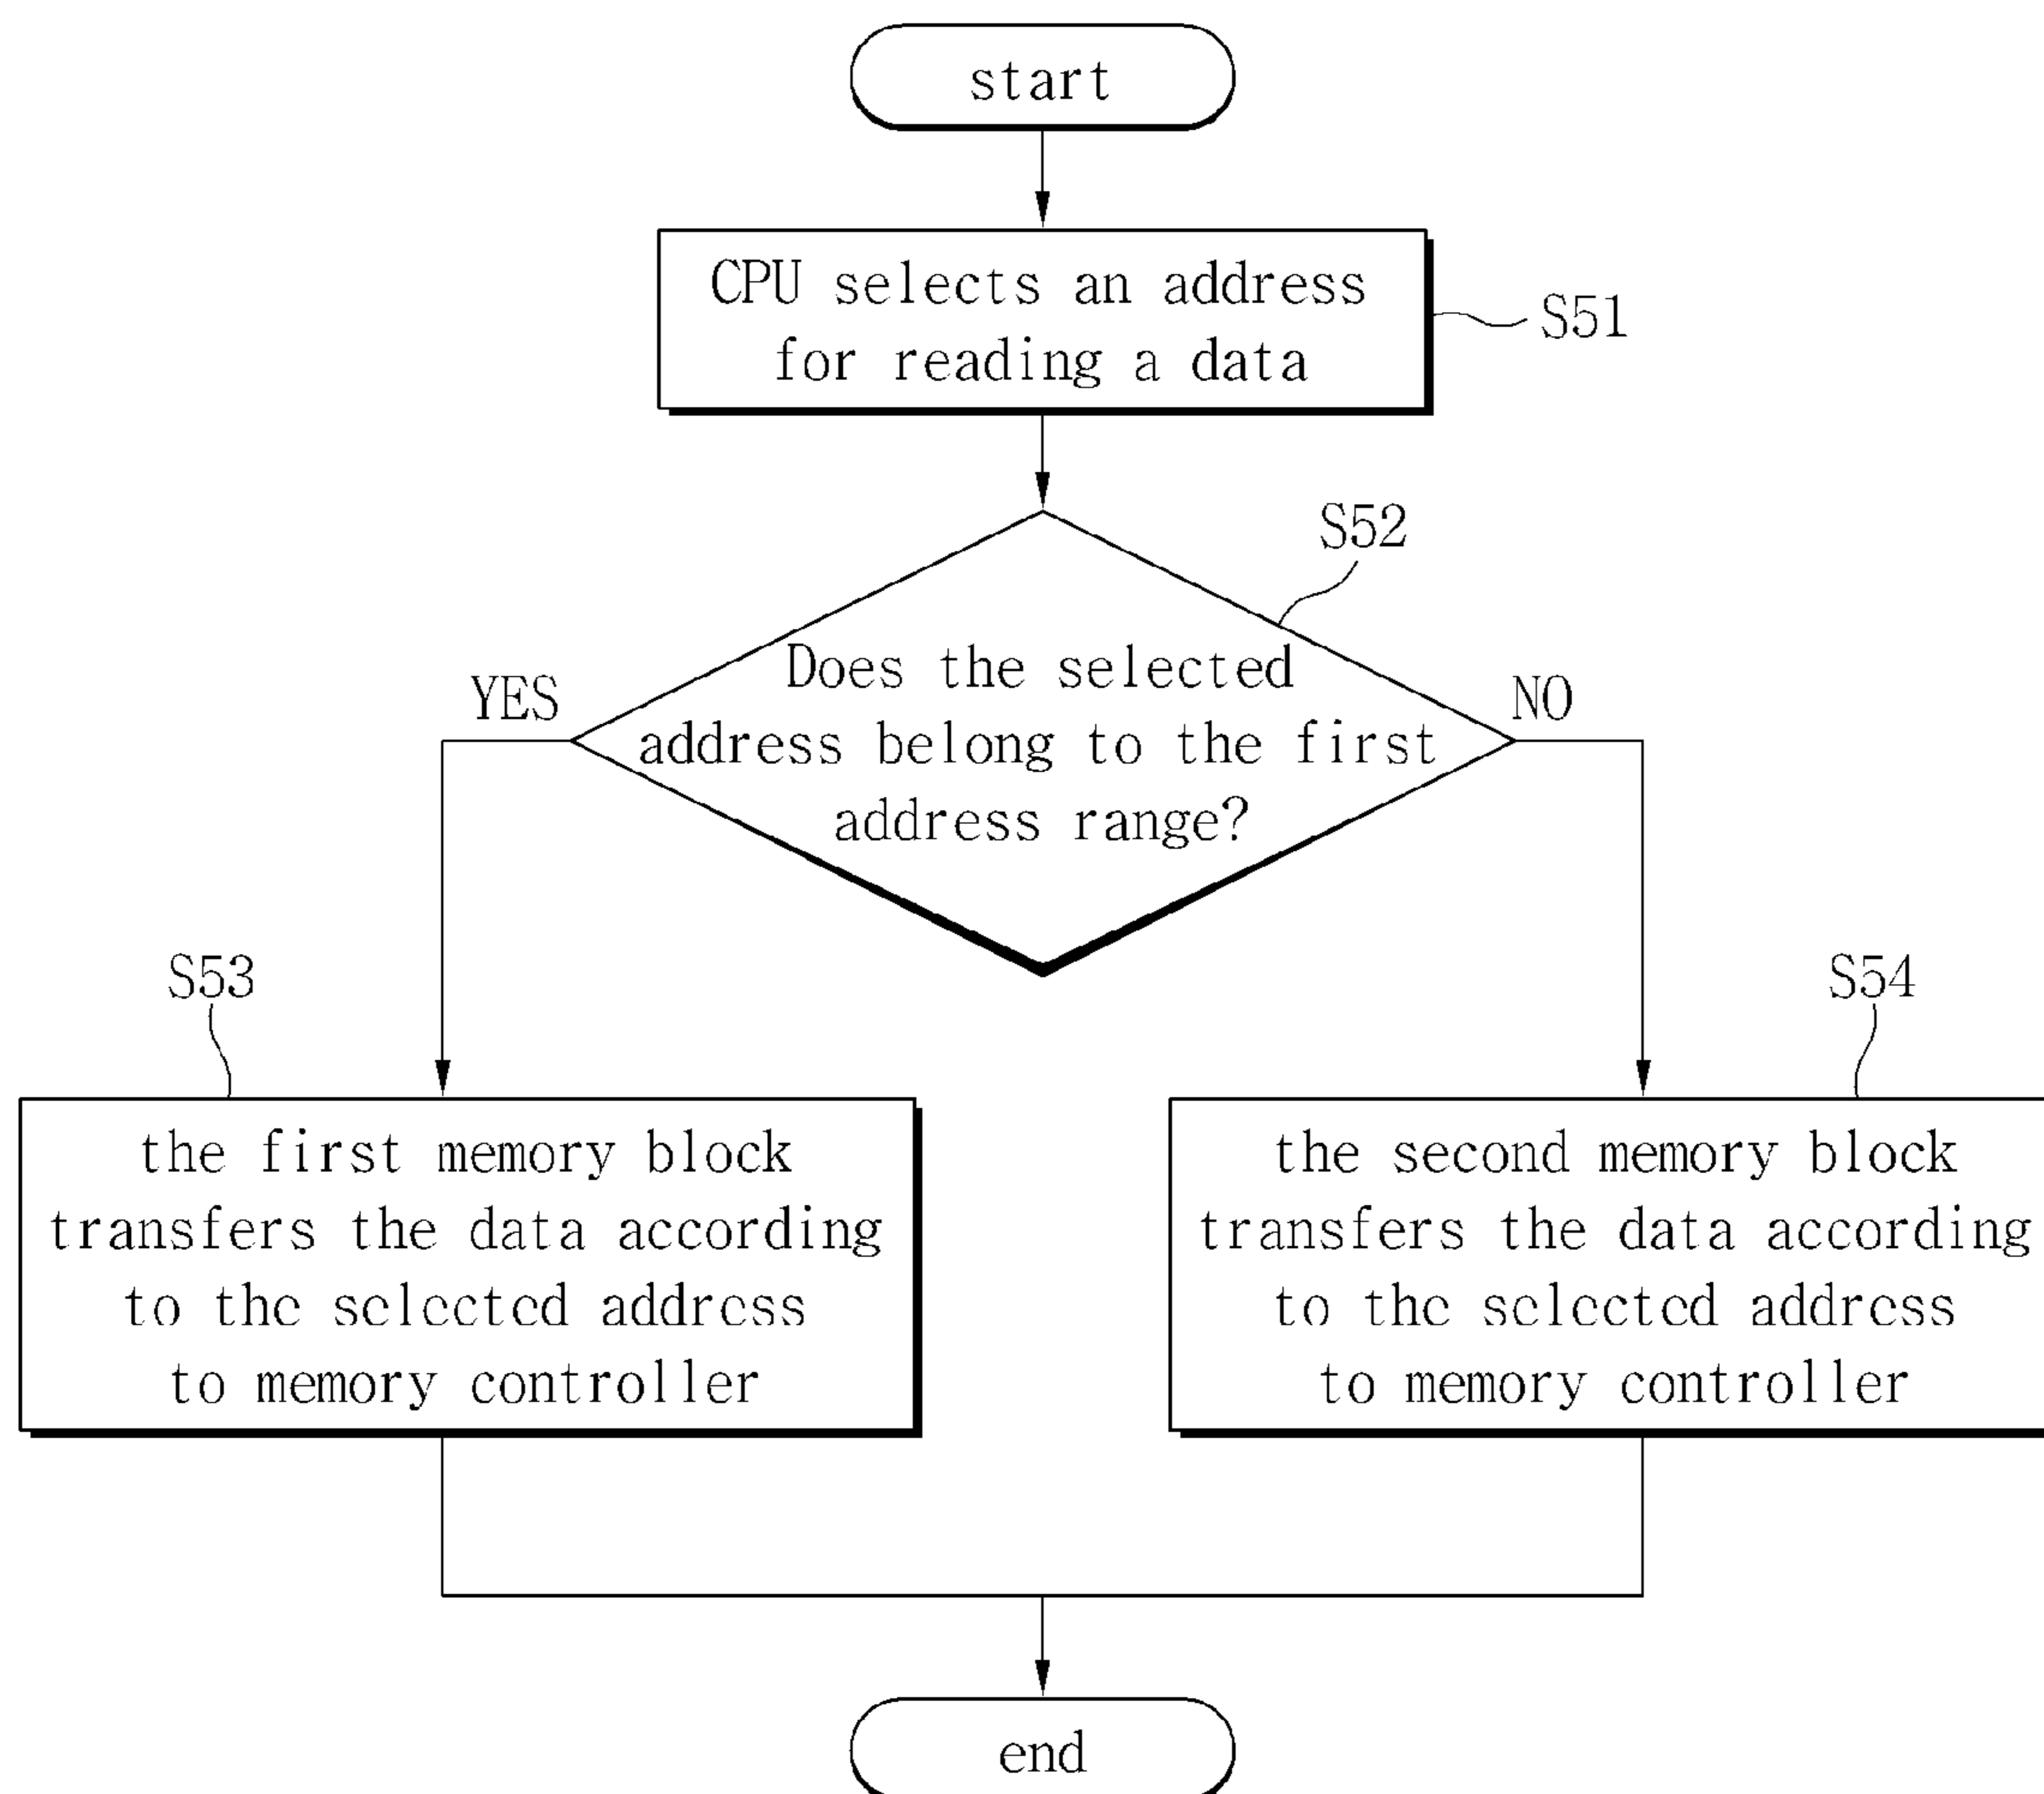 start
CPU selects an address
for reading a data
S51
S52
Does the selected
address belong to the first
address range?
YES
NO
S53
S54
the first memory block
transfers the data according
to the selected address
to memory controller
the second memory block
transfers the data according
to the selected address
to memory controller
end